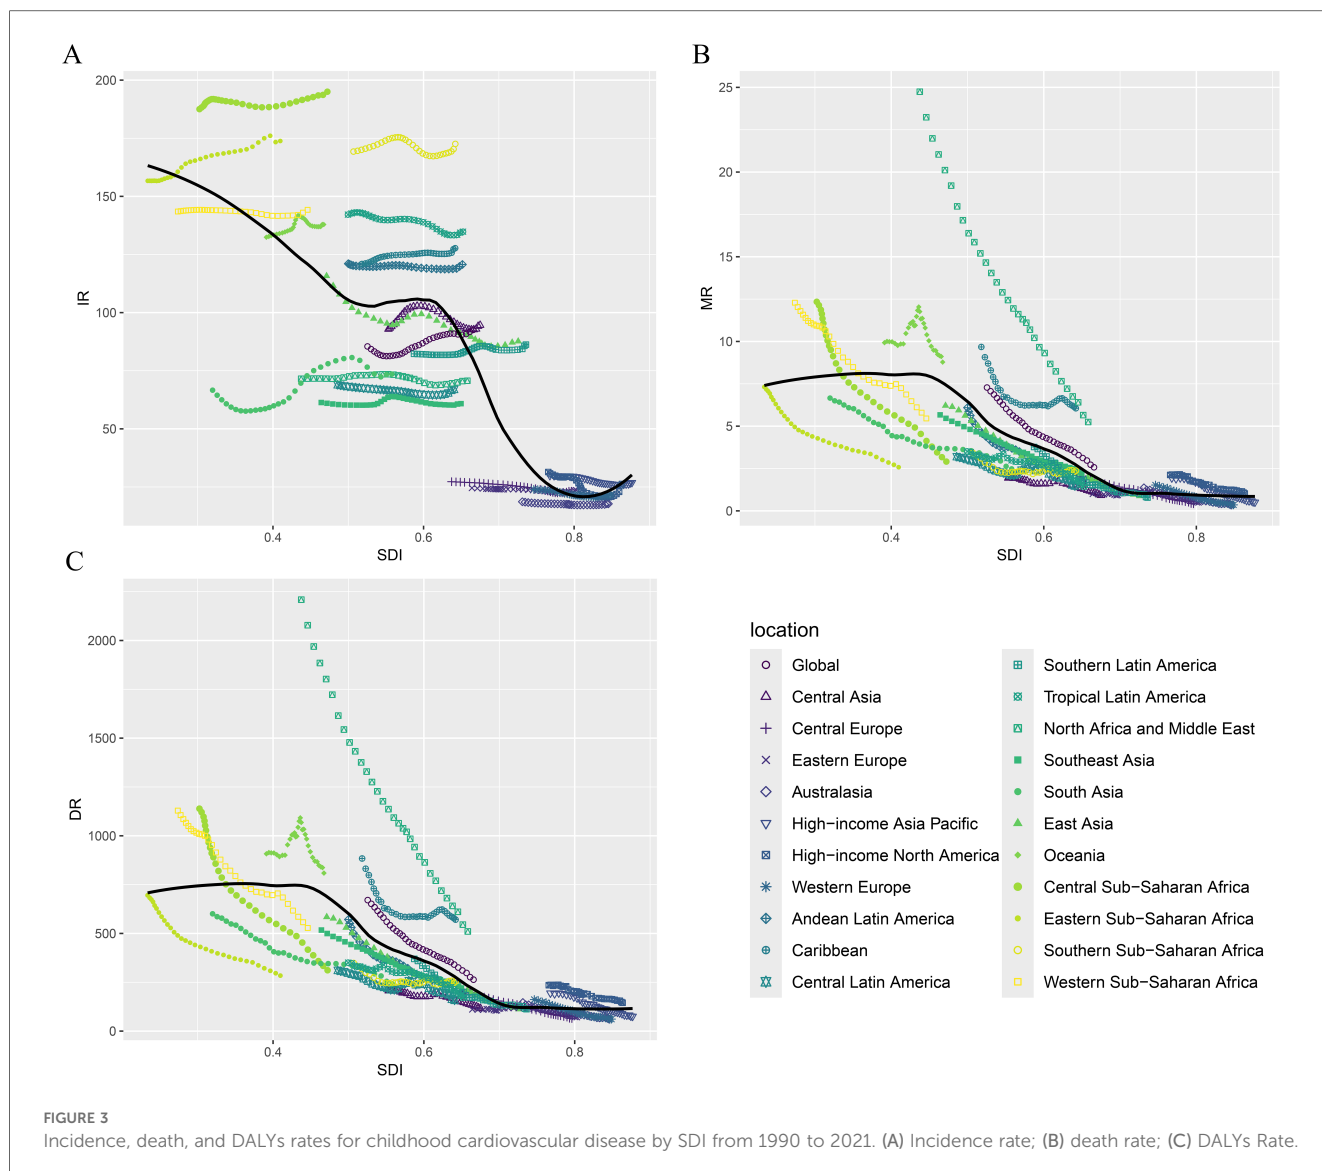 A
200
150
100
50
IR
0.4
0.6
0.8
SDI
B
25
20
15
10
5
0
MR
0.4
0.6
0.8
SDI
C
2000
1500
1000
500
0
DR
0.4
0.6
0.8
SDI
location
Global
Central Asia
Central Europe
Eastern Europe
Australasia
High−income Asia Pacific
High−income North America
Western Europe
Andean Latin America
Caribbean
Central Latin America
Southern Latin America
Tropical Latin America
North Africa and Middle East
Southeast Asia
South Asia
East Asia
Oceania
Central Sub−Saharan Africa
Eastern Sub−Saharan Africa
Southern Sub−Saharan Africa
Western Sub−Saharan Africa
FIGURE 3
Incidence, death, and DALYs rates for childhood cardiovascular disease by SDI from 1990 to 2021. (A) Incidence rate; (B) death rate; (C) DALYs Rate.